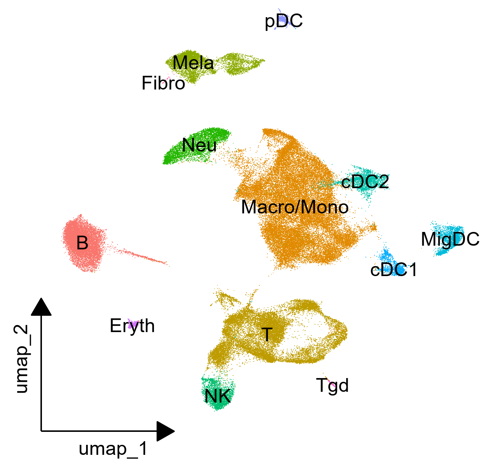 pDC
Mela
Fibro
Neu
cDC2
Macro/Mono
B
MigDC
cDC1
Eryth
T
Tgd
NK
umap_2
umap_1